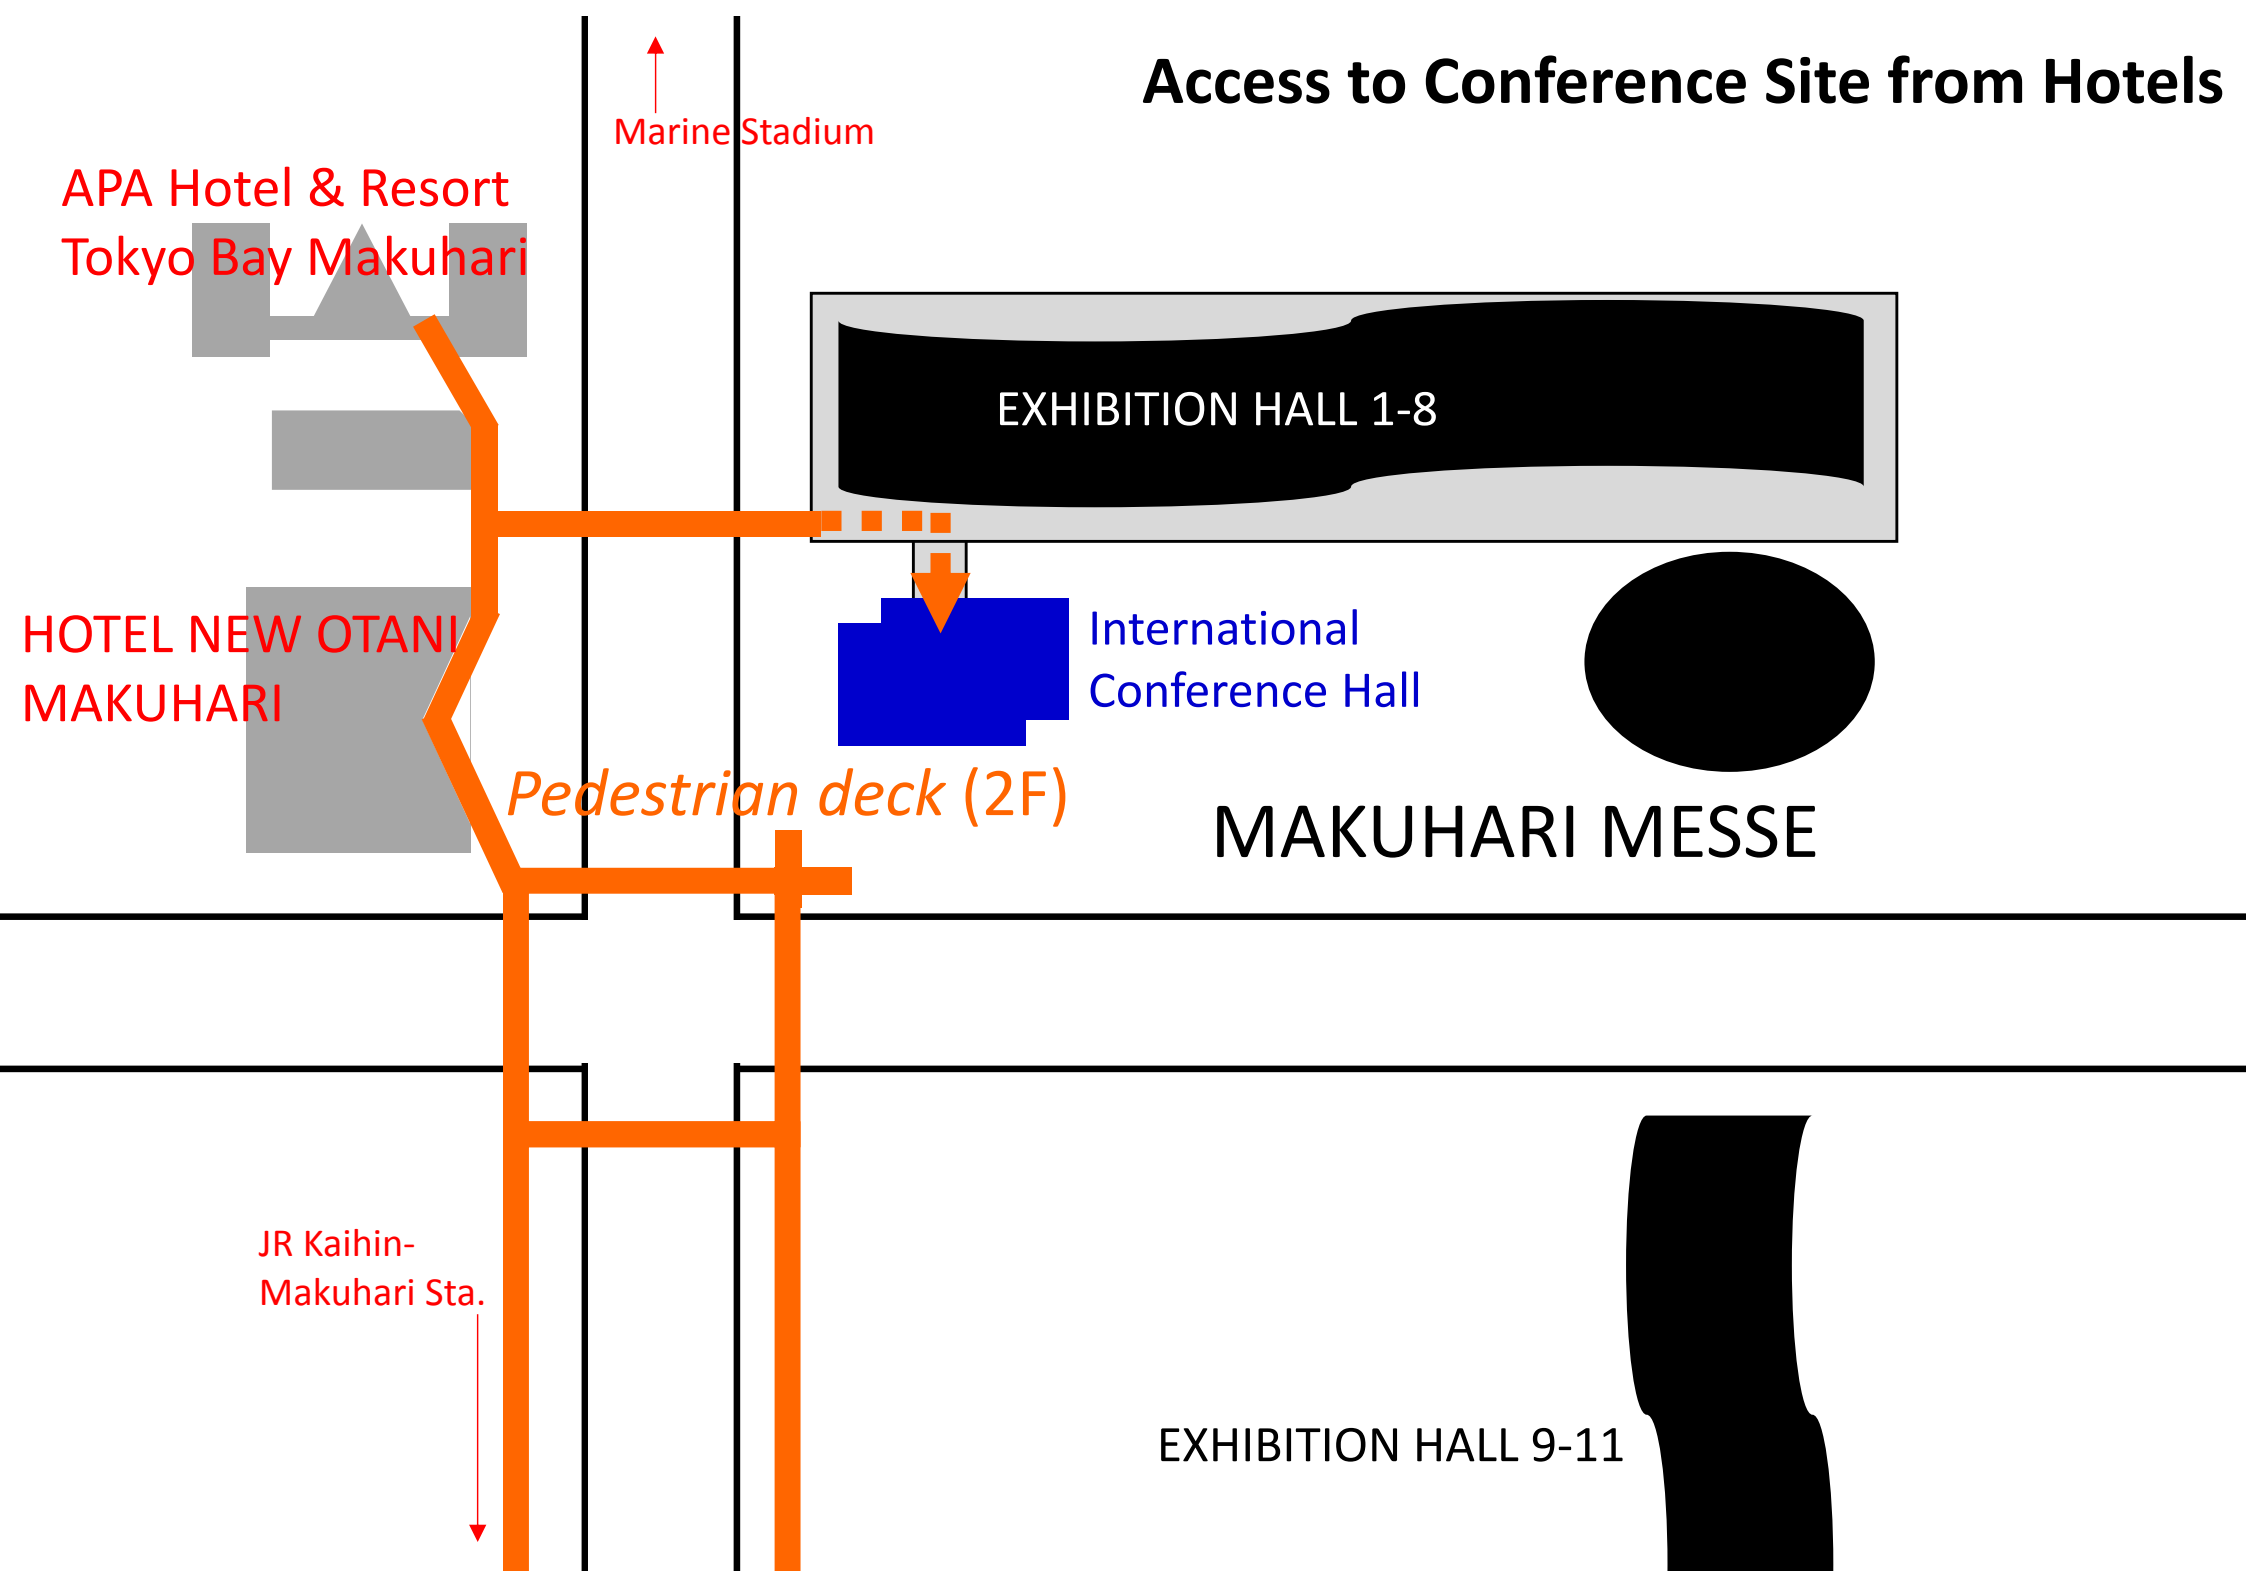 Access to Conference Site from Hotels
Marine Stadium
APA Hotel & Resort
Tokyo Bay Makuhari
EXHIBITION HALL 1-8
HOTEL NEW OTANI
MAKUHARI
International
Conference Hall
Pedestrian deck (2F)
MAKUHARI MESSE
JR Kaihin-
Makuhari Sta.
EXHIBITION HALL 9-11